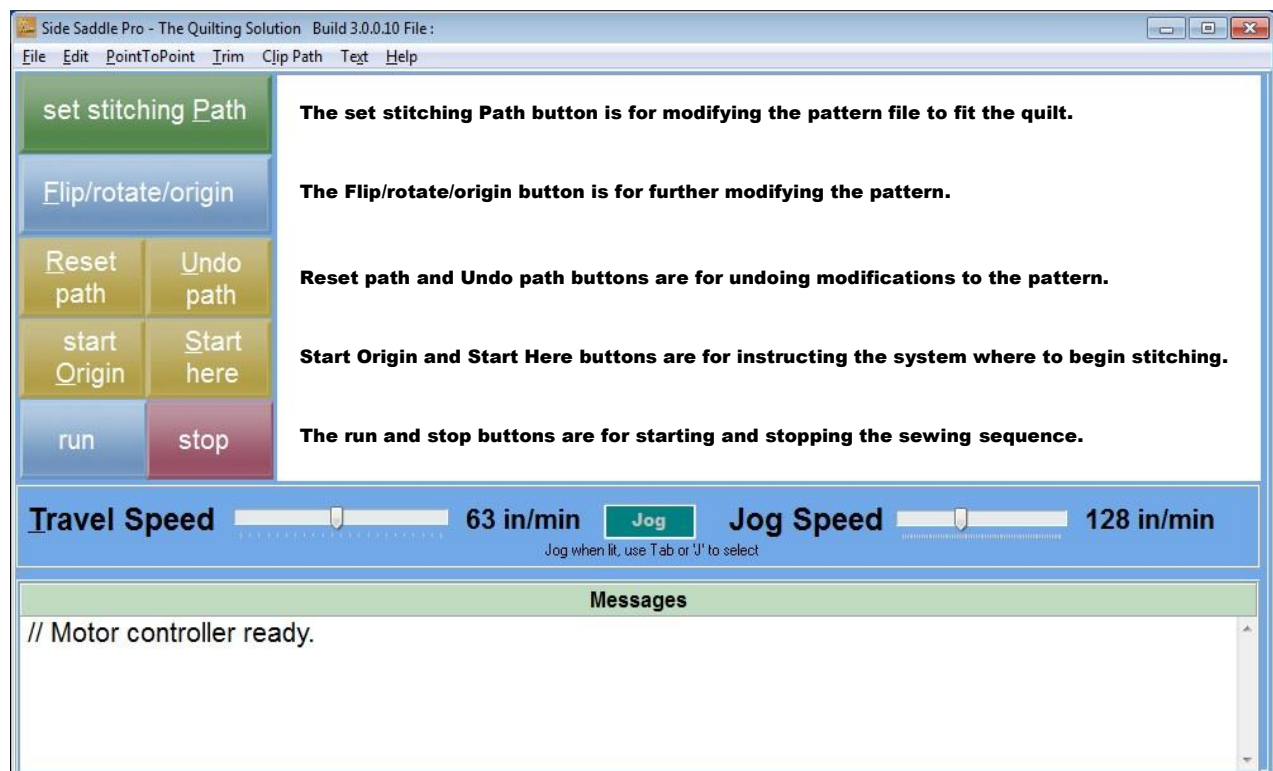 Side Saddle Pro - The Quilting Solution Build 3.0.0.10 File :
File Edit PointToPoint Trim Clip Path Text Help
set stitching Path
The set stitching Path button is for modifying the pattern file to fit the quilt.
Flip/rotate/origin
The Flip/rotate/origin button is for further modifying the pattern.
Reset path
Undo path
Reset path and Undo path buttons are for undoing modifications to the pattern.
start Origin
Start here
Start Origin and Start Here buttons are for instructing the system where to begin stitching.
run
stop
The run and stop buttons are for starting and stopping the sewing sequence.
Travel Speed 63 in/min Jog Jog Speed 128 in/min
Jog when lit, use Tab or 'J' to select
Messages
// Motor controller ready.